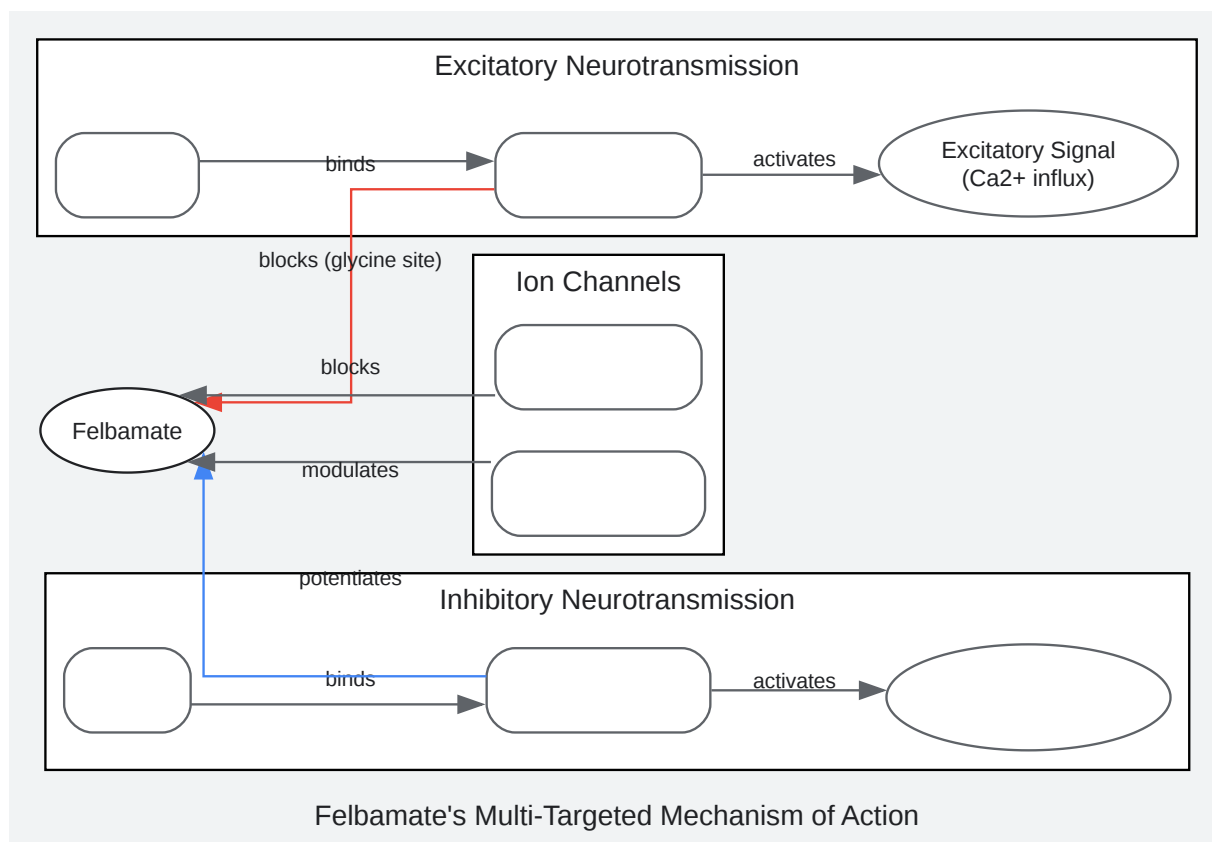 Excitatory Neurotransmission
binds
activates
Excitatory Signal
(Ca2+ influx)
blocks (glycine site)
Ion Channels
blocks
Felbamate
modulates
potentiates
Inhibitory Neurotransmission
binds
activates
Felbamate's Multi-Targeted Mechanism of Action